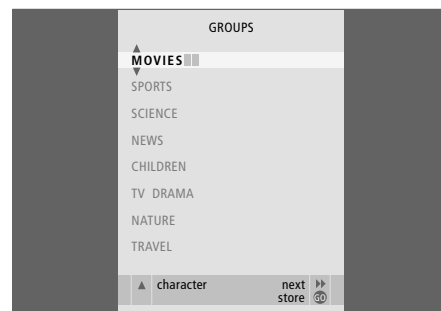 GROUPS
MOVIES
SPORTS
SCIENCE
NEWS
CHILDREN
TV DRAMA
NATURE
TRAVEL
character next
store GO